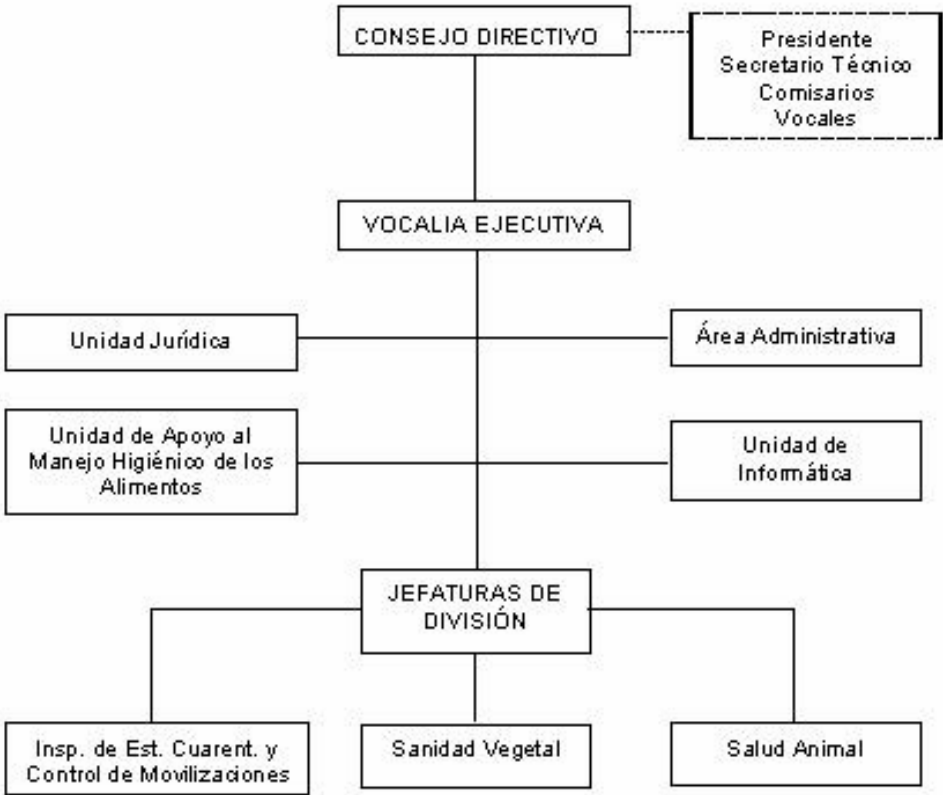 CONSEJO DIRECTIVO
Presidente
Secretario Técnico
Comisarios
Vocales
VOCALIA EJECUTIVA
Unidad Jurídica
Área Administrativa
Unidad de Apoyo al
Manejo Higiénico de los
Alimentos
Unidad de
Informática
JEFATURAS DE
DIVISIÓN
Insp. de Est. Cuarent. y
Control de Movilizaciones
Sanidad Vegetal
Salud Animal